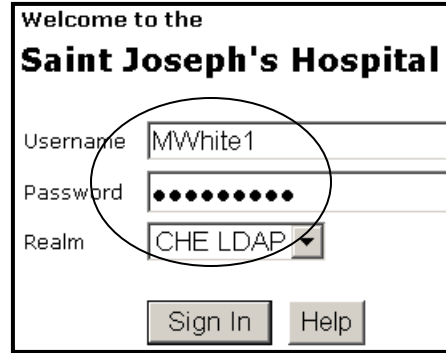 Welcome to the
Saint Joseph's Hospital
Username MWhite1
Password ●●●●●●●●●
Realm CHE LDAP
Sign In Help